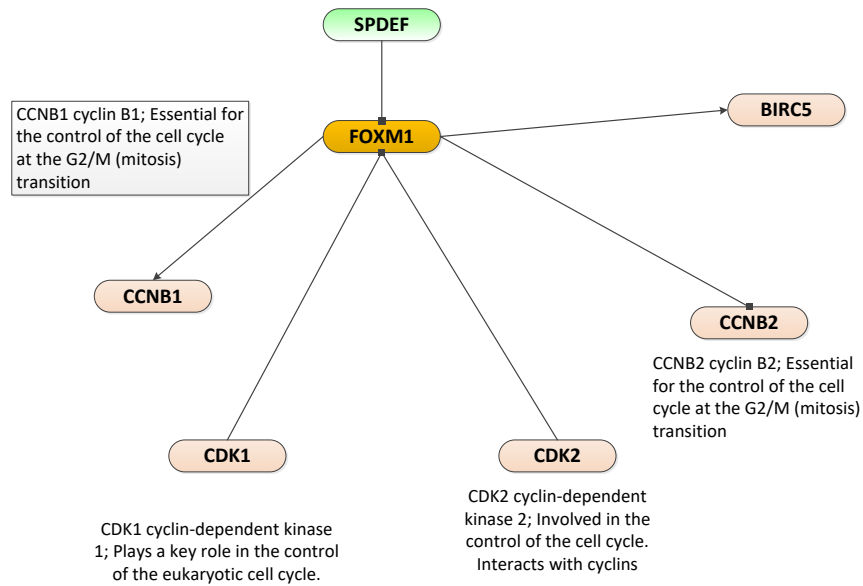 SPDEF
CCNB1 cyclin B1; Essential for
the control of the cell cycle
at the G2/M (mitosis)
transition
BIRC5
FOXM1
CCNB1
CCNB2
CCNB2 cyclin B2; Essential
for the control of the cell
cycle at the G2/M (mitosis)
transition
CDK1
CDK2
CDK1 cyclin-dependent kinase
1; Plays a key role in the control
of the eukaryotic cell cycle.
CDK2 cyclin-dependent
kinase 2; Involved in the
control of the cell cycle.
Interacts with cyclins